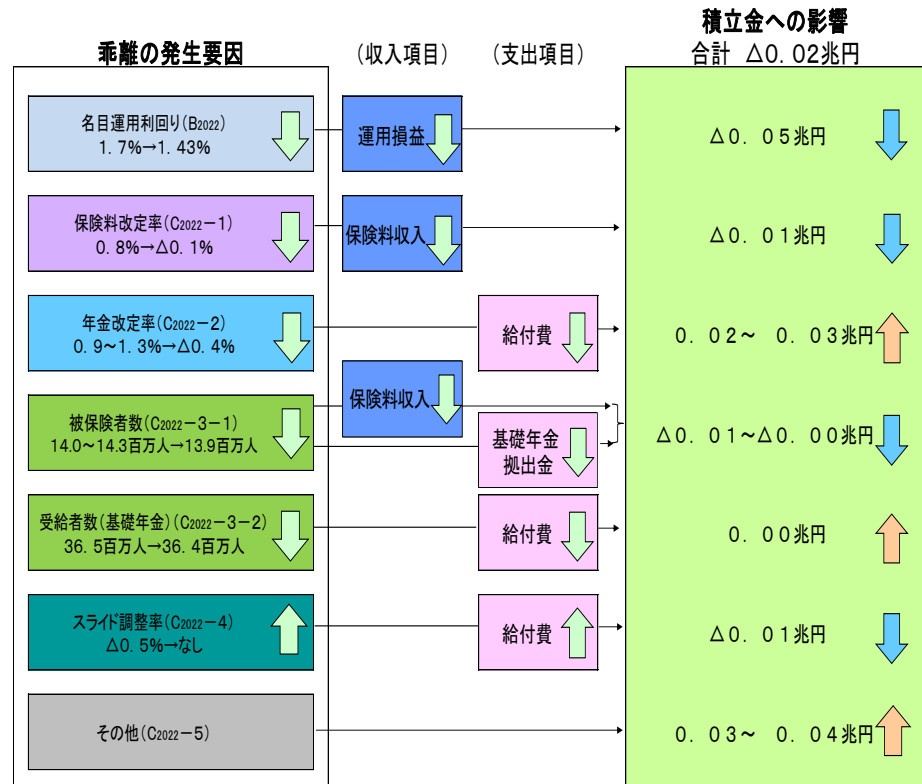 積立金への影響
合計 △0.02兆円
乖離の発生要因
(収入項目)
(支出項目)
名目運用利回り(B2022)
1.7%→1.43%
運用損益
△0.05兆円
保険料改定率(C2022-1)
0.8%→△0.1%
保険料収入
△0.01兆円
年金改定率(C2022-2)
0.9~1.3%→△0.4%
給付費
0.02~ 0.03兆円
保険料収入
被保険者数(C2022-3-1)
14.0~14.3百万人→13.9百万人
基礎年金
拠出金
△0.01~△0.00兆円
受給者数(基礎年金)(C2022-3-2)
36.5百万人→36.4百万人
給付費
0.00兆円
スライド調整率(C2022-4)
△0.5%→なし
給付費
△0.01兆円
その他(C2022-5)
0.03~ 0.04兆円